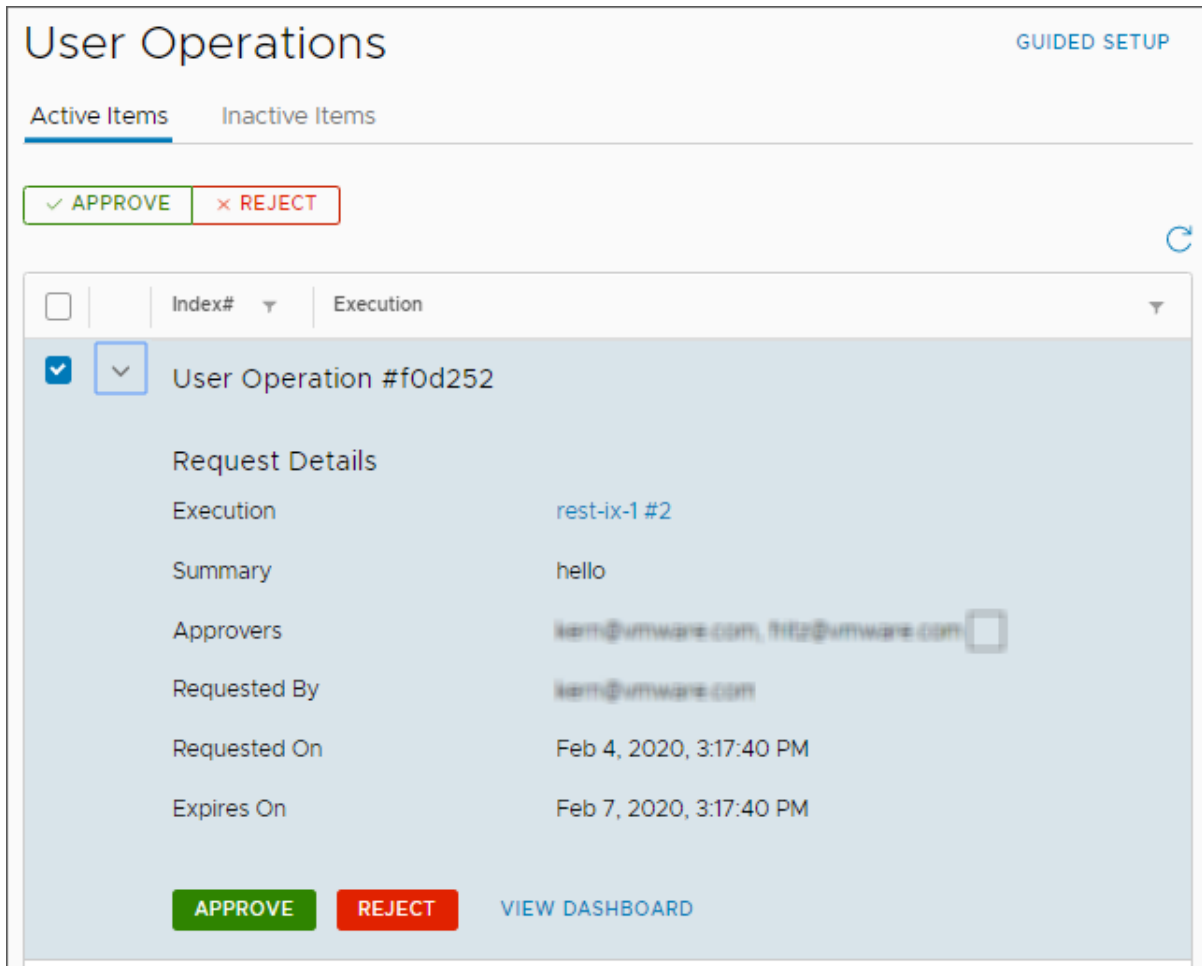 User Operations
GUIDED SETUP
Active Items Inactive Items
APPROVE REJECT
Index# Execution
User Operation #f0d252
Request Details
Execution rest-ix-1 #2
Summary hello
Approvers
Requested By
Requested On Feb 4, 2020, 3:17:40 PM
Expires On Feb 7, 2020, 3:17:40 PM
APPROVE REJECT VIEW DASHBOARD